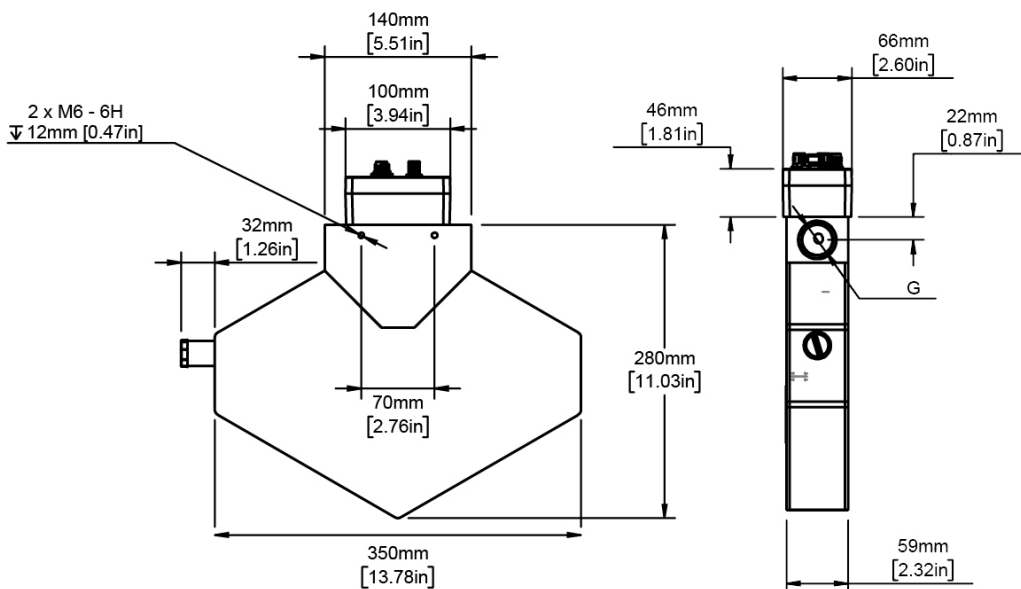 140mm
[5.51in]
100mm
[3.94in]
2 x M6 - 6H
↧ 12mm [0.47in]
32mm
[1.26in]
280mm
[11.03in]
70mm
[2.76in]
350mm
[13.78in]
66mm
[2.60in]
46mm
[1.81in]
22mm
[0.87in]
G
59mm
[2.32in]